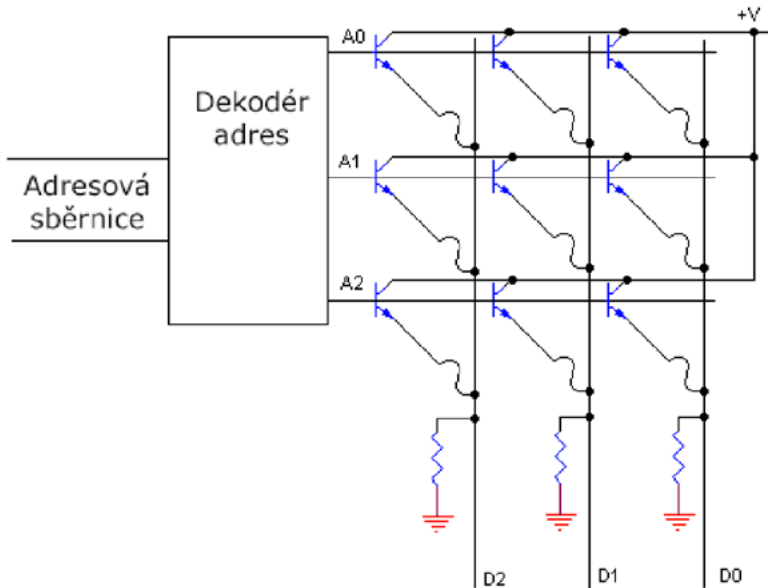 +V
A0
Dekodér
adres
A1
Adresová
sběrnice
A2
D2
D1
D0